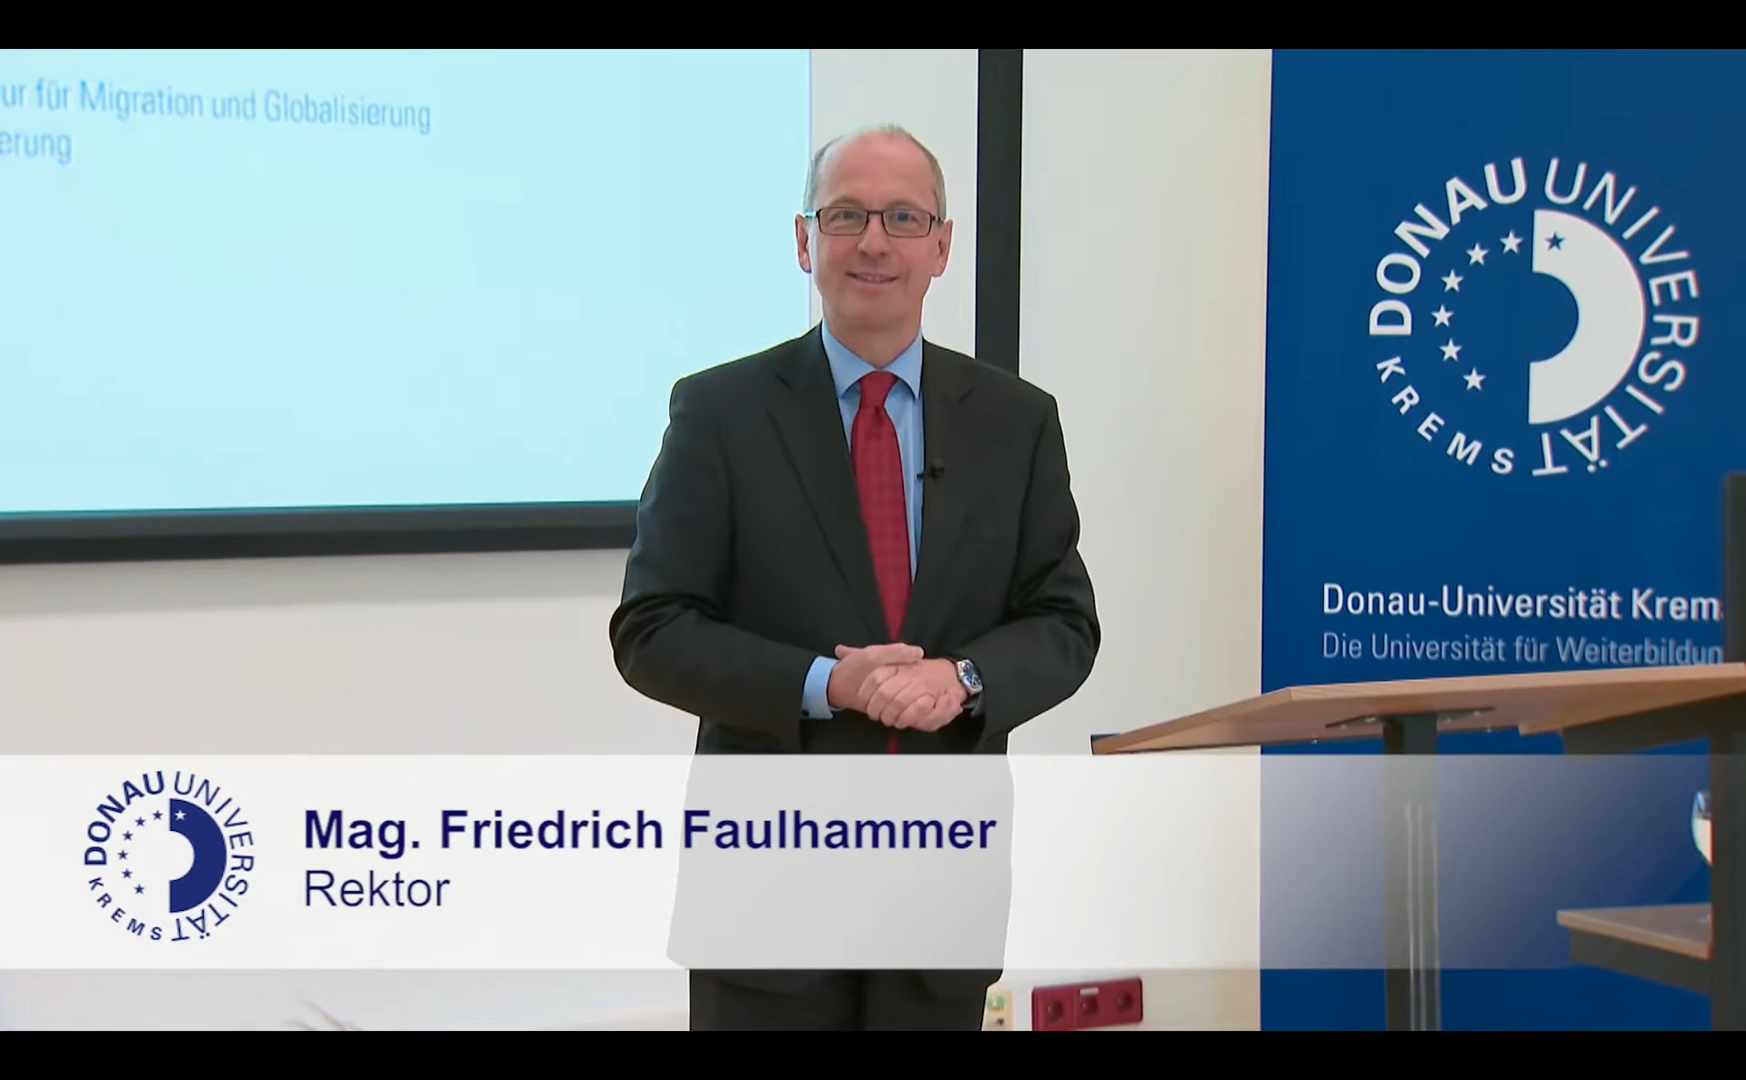 ur für Migration und Globalisierung
erung
DONAU UNIVERSITÄT KREMS
Donau-Universität Krem
Die Universität für Weiterbildun
DONAU UNIVERSITÄT KREMS
Mag. Friedrich Faulhammer
Rektor